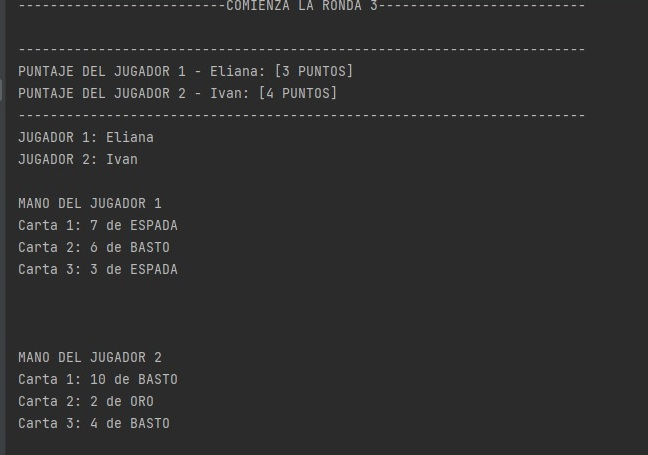 --------------------------COMIENZA LA RONDA 3--------------------------
-----------------------------------------------------------------------
PUNTAJE DEL JUGADOR 1 - Eliana: [3 PUNTOS]
PUNTAJE DEL JUGADOR 2 - Ivan: [4 PUNTOS]
-----------------------------------------------------------------------
JUGADOR 1: Eliana
JUGADOR 2: Ivan
MANO DEL JUGADOR 1
Carta 1: 7 de ESPADA
Carta 2: 6 de BASTO
Carta 3: 3 de ESPADA
MANO DEL JUGADOR 2
Carta 1: 10 de BASTO
Carta 2: 2 de ORO
Carta 3: 4 de BASTO